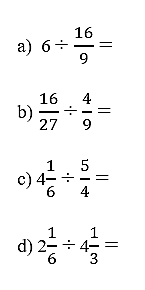 a) 6 ÷ 16/9 =
b) 16/27 ÷ 4/9 =
c) 4 1/6 ÷ 5/4 =
d) 2 1/6 ÷ 4 1/3 =